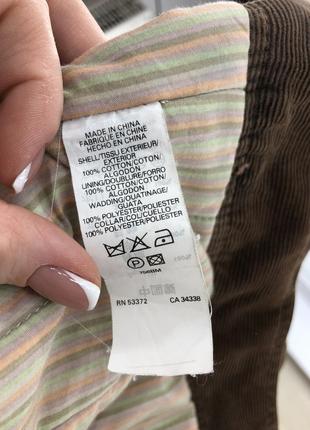 MADE IN CHINA
FABRIQUE EN CHINE
HECHO EN CHINA
SHELL/TISSU EXTERIEUR/
EXTERIOR
100% COTTON/COTON/
ALGODON
LINING/DOUBLURE/FORRO
100% COTTON/COTON/
ALGODON
WADDING/OUATINAGE/
GUATA
100% POLYESTER/POLIESTER
COLLAR/COL/CUELLO
100% POLYESTER/POLIESTER
P
RN 53372 CA 34338